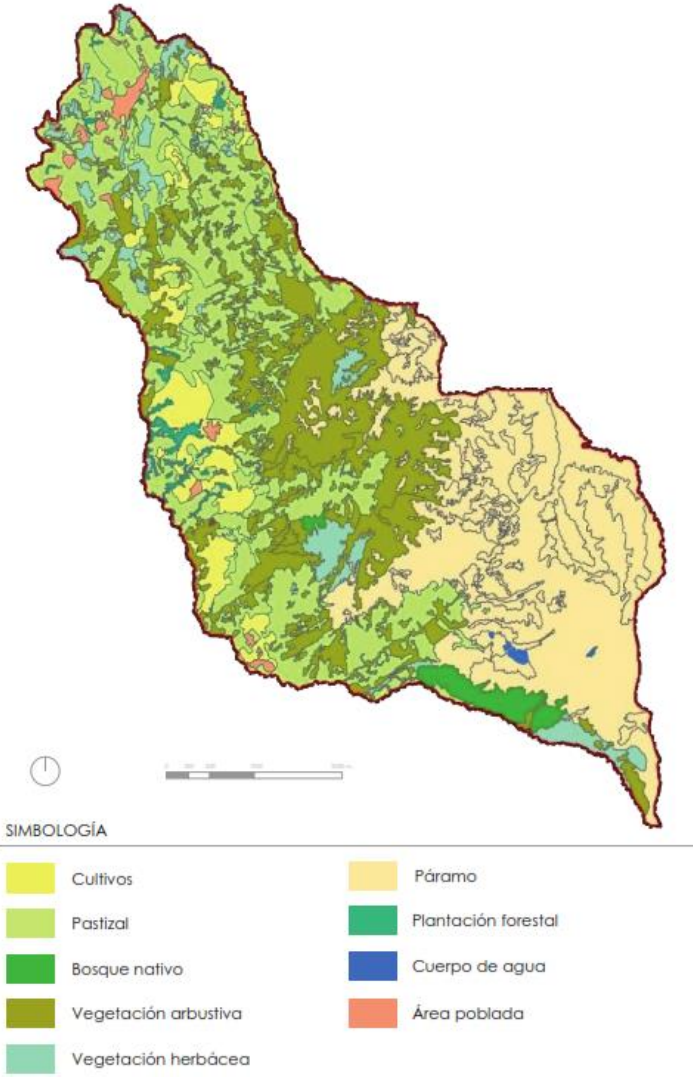 SIMBOLOGÍA
Cultivos
Pastizal
Bosque nativo
Vegetación arbustiva
Vegetación herbácea
Páramo
Plantación forestal
Cuerpo de agua
Área poblada